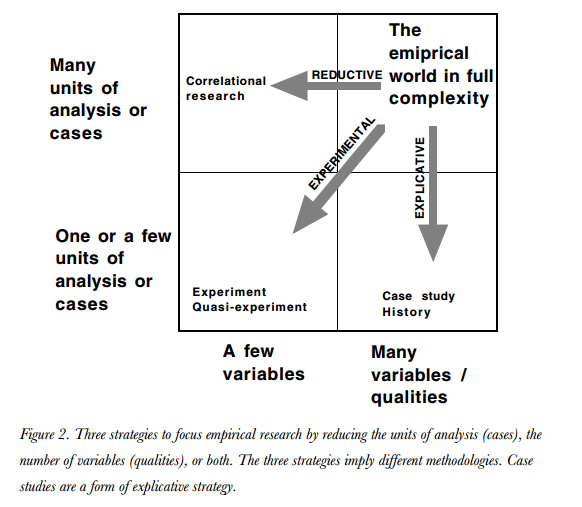 Many
units of
analysis or
cases
Correlational
research
REDUCTIVE
The
emiprical
world in full
complexity
EXPERIMENTAL
EXPLICATIVE
One or a few
units of
analysis or
cases
Experiment
Quasi-experiment
Case study
History
A few
variables
Many
variables /
qualities
Figure 2. Three strategies to focus empirical research by reducing the units of analysis (cases), the
number of variables (qualities), or both. The three strategies imply different methodologies. Case
studies are a form of explicative strategy.